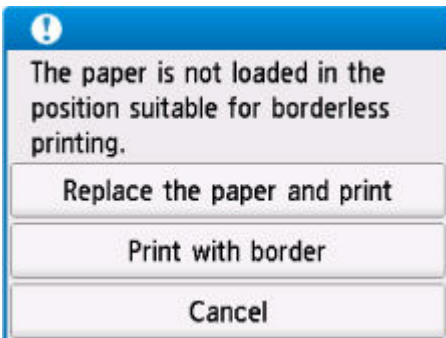 The paper is not loaded in the
position suitable for borderless
printing.
Replace the paper and print
Print with border
Cancel